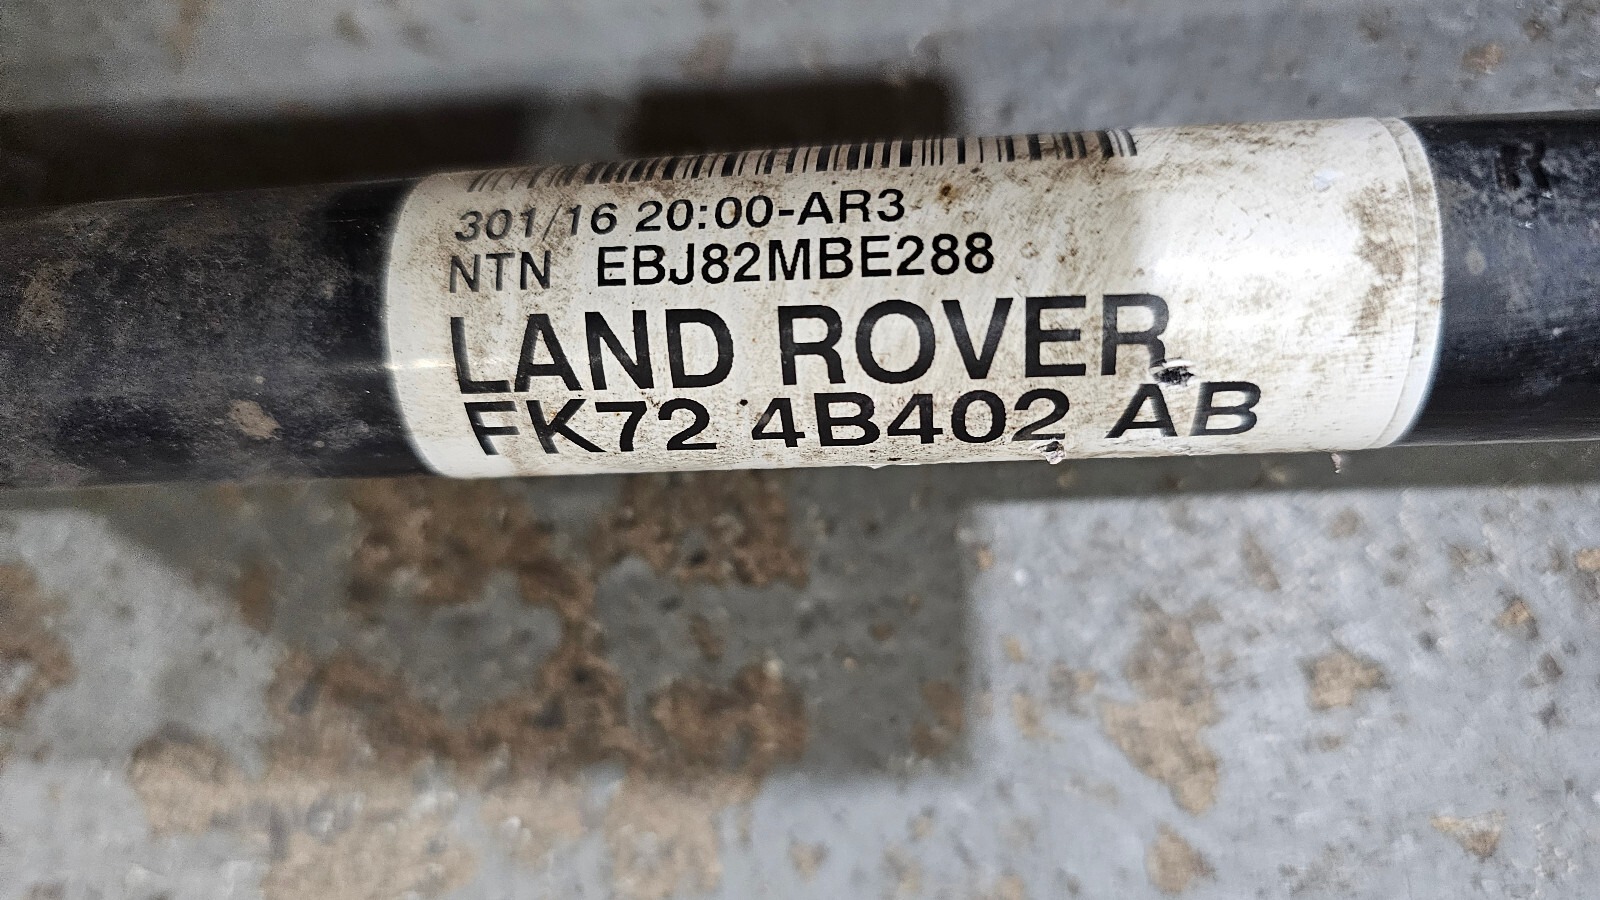 301/16 20:00-AR3
NTN EBJ82MBE288
LAND ROVER
FK72 4B402 AB